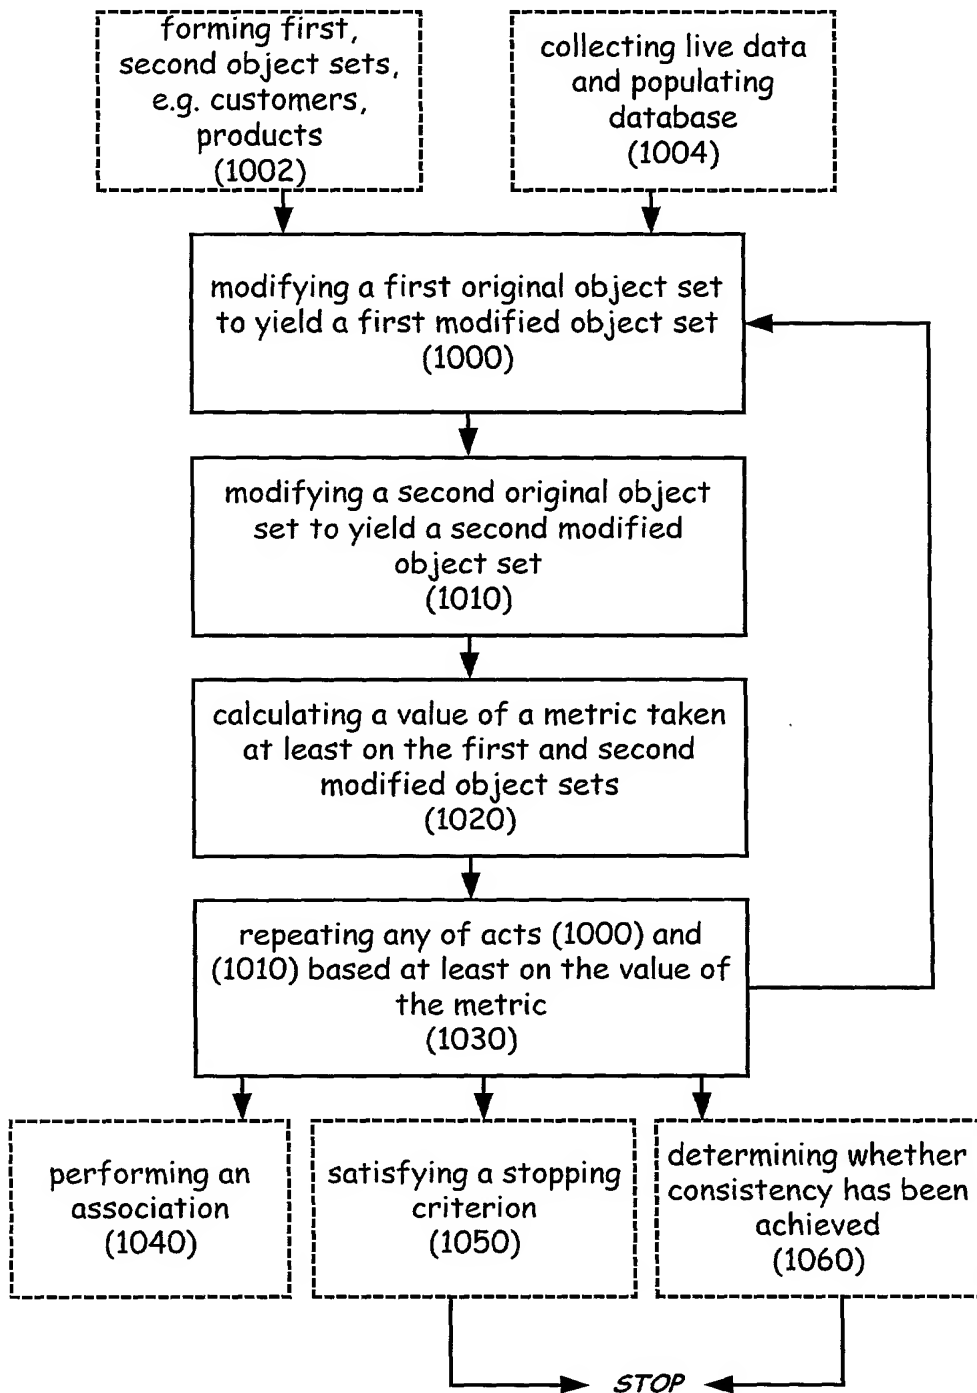 forming first,
second object sets,
e.g. customers,
products
(1002)
collecting live data
and populating
database
(1004)
modifying a first original object set
to yield a first modified object set
(1000)
modifying a second original object
set to yield a second modified
object set
(1010)
calculating a value of a metric taken
at least on the first and second
modified object sets
(1020)
repeating any of acts (1000) and
(1010) based at least on the value of
the metric
(1030)
performing an
association
(1040)
satisfying a stopping
criterion
(1050)
determining whether
consistency has been
achieved
(1060)
STOP